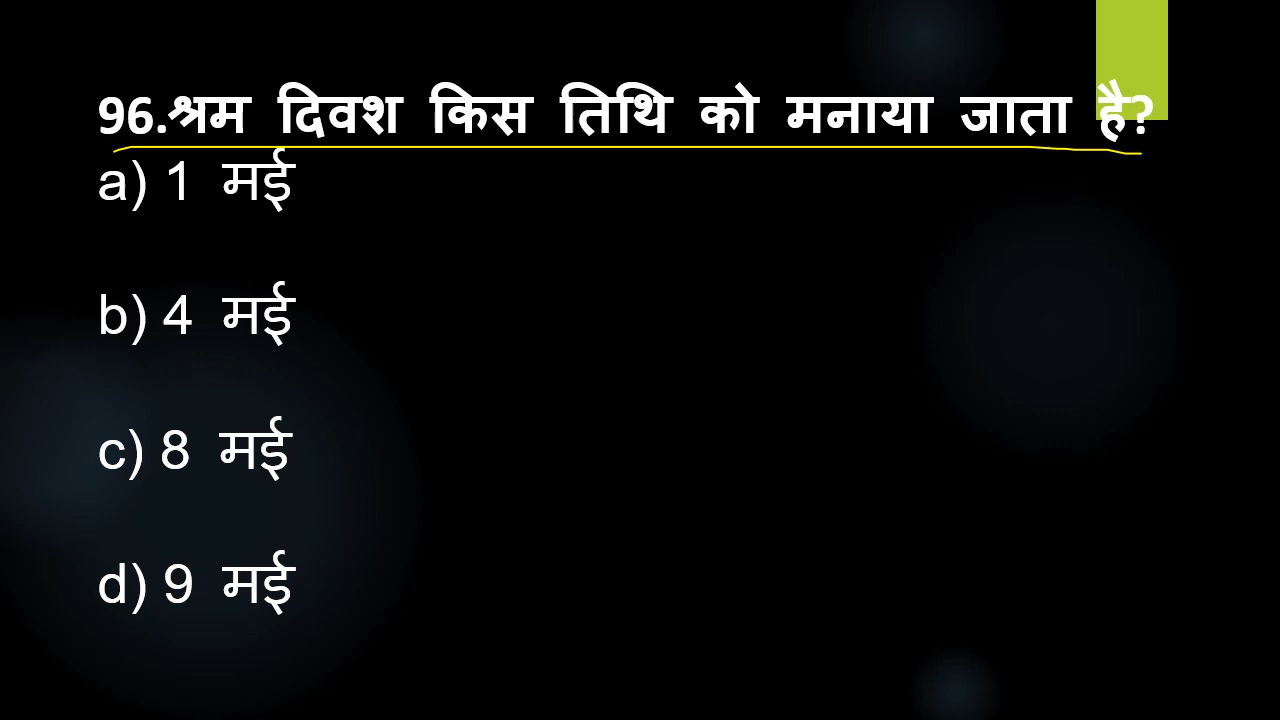 96.श्रम दिवश किस तिथि को मनाया जाता है?
a) 1 मई
b) 4 मई
c) 8 मई
d) 9 मई